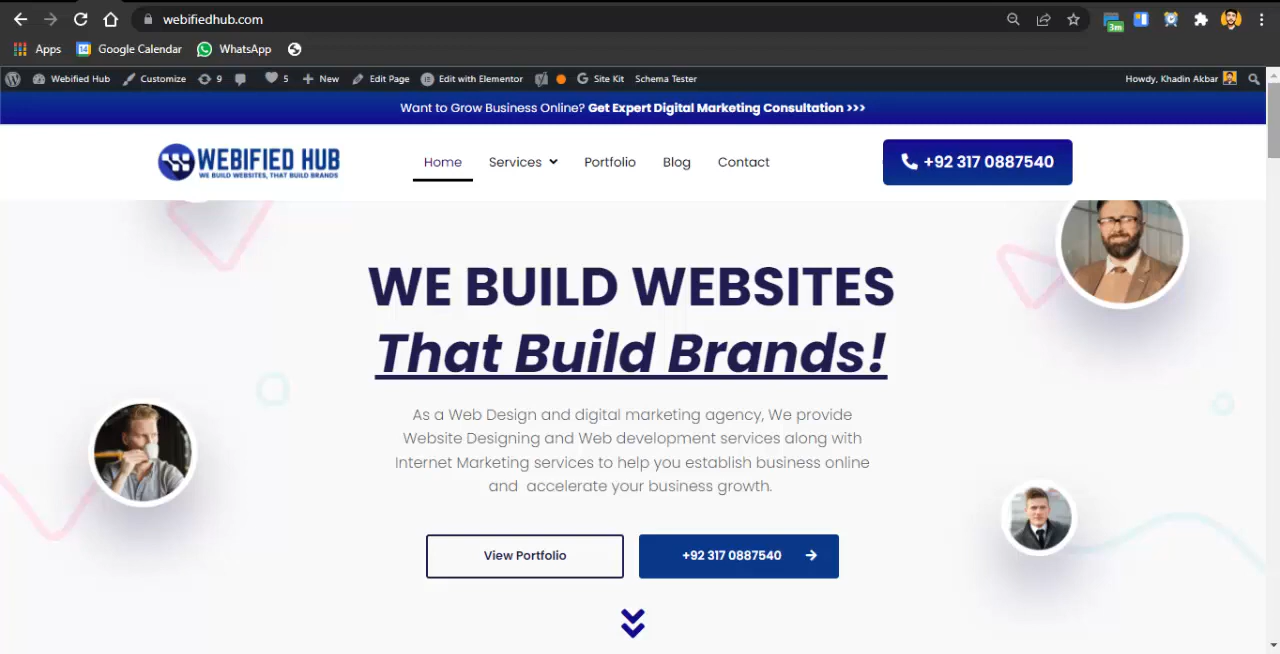 webifiedhub.com
3m
Apps
14
Google Calendar
WhatsApp
Webified Hub
Customize
9
5
New
Edit Page
Edit with Elementor
Site Kit
Schema Tester
Howdy, Khadin Akbar
Want to Grow Business Online? Get Expert Digital Marketing Consultation >>>
WEBIFIED HUB
WE BUILD WEBSITES, THAT BUILD BRANDS
Home
Services
Portfolio
Blog
Contact
+92 317 0887540
WE BUILD WEBSITES
That Build Brands!
As a Web Design and digital marketing agency, We provide
Website Designing and Web development services along with
Internet Marketing services to help you establish business online
and accelerate your business growth.
View Portfolio
+92 317 0887540